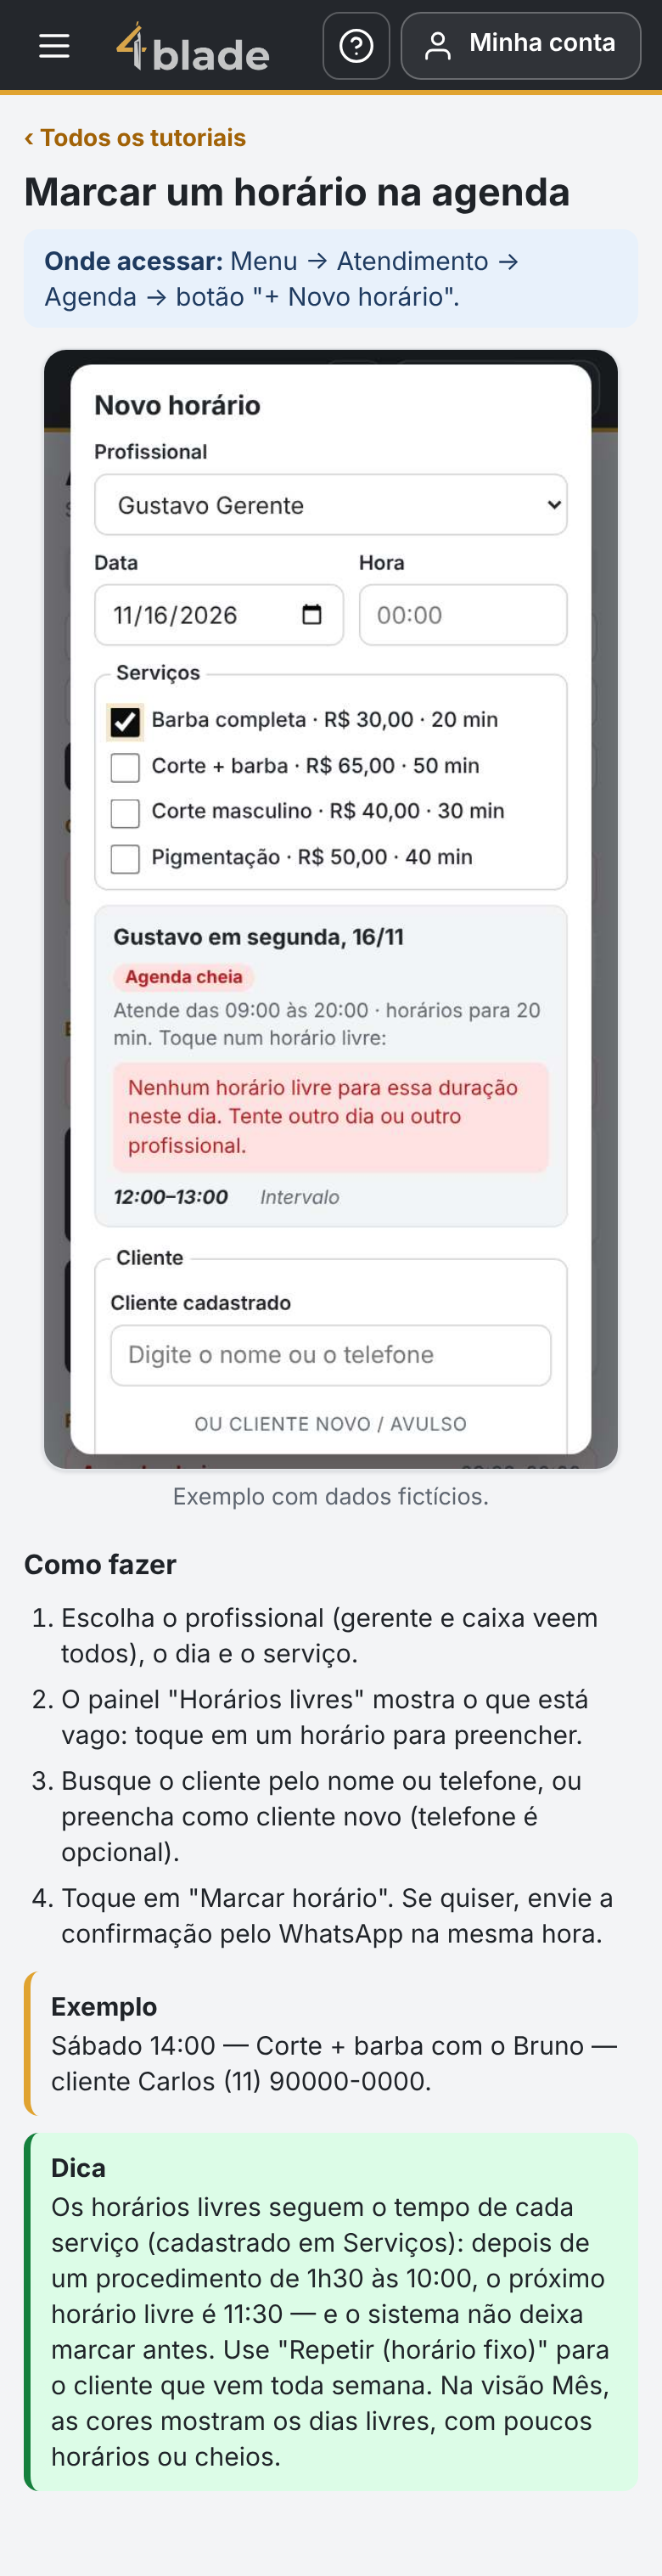 4blade
Minha conta
‹ Todos os tutoriais
Marcar um horário na agenda
Onde acessar: Menu → Atendimento →
Agenda → botão "+ Novo horário".
Novo horário
Profissional
Gustavo Gerente
Data
Hora
11/16/2026
00:00
Serviços
Barba completa · R$ 30,00 · 20 min
Corte + barba · R$ 65,00 · 50 min
Corte masculino · R$ 40,00 · 30 min
Pigmentação · R$ 50,00 · 40 min
Gustavo em segunda, 16/11
Agenda cheia
Atende das 09:00 às 20:00 · horários para 20
min. Toque num horário livre:
Nenhum horário livre para essa duração
neste dia. Tente outro dia ou outro
profissional.
12:00–13:00 Intervalo
Cliente
Cliente cadastrado
Digite o nome ou o telefone
OU CLIENTE NOVO / AVULSO
Exemplo com dados fictícios.
Como fazer
1. Escolha o profissional (gerente e caixa veem
todos), o dia e o serviço.
2. O painel "Horários livres" mostra o que está
vago: toque em um horário para preencher.
3. Busque o cliente pelo nome ou telefone, ou
preencha como cliente novo (telefone é
opcional).
4. Toque em "Marcar horário". Se quiser, envie a
confirmação pelo WhatsApp na mesma hora.
Exemplo
Sábado 14:00 — Corte + barba com o Bruno —
cliente Carlos (11) 90000-0000.
Dica
Os horários livres seguem o tempo de cada
serviço (cadastrado em Serviços): depois de
um procedimento de 1h30 às 10:00, o próximo
horário livre é 11:30 — e o sistema não deixa
marcar antes. Use "Repetir (horário fixo)" para
o cliente que vem toda semana. Na visão Mês,
as cores mostram os dias livres, com poucos
horários ou cheios.